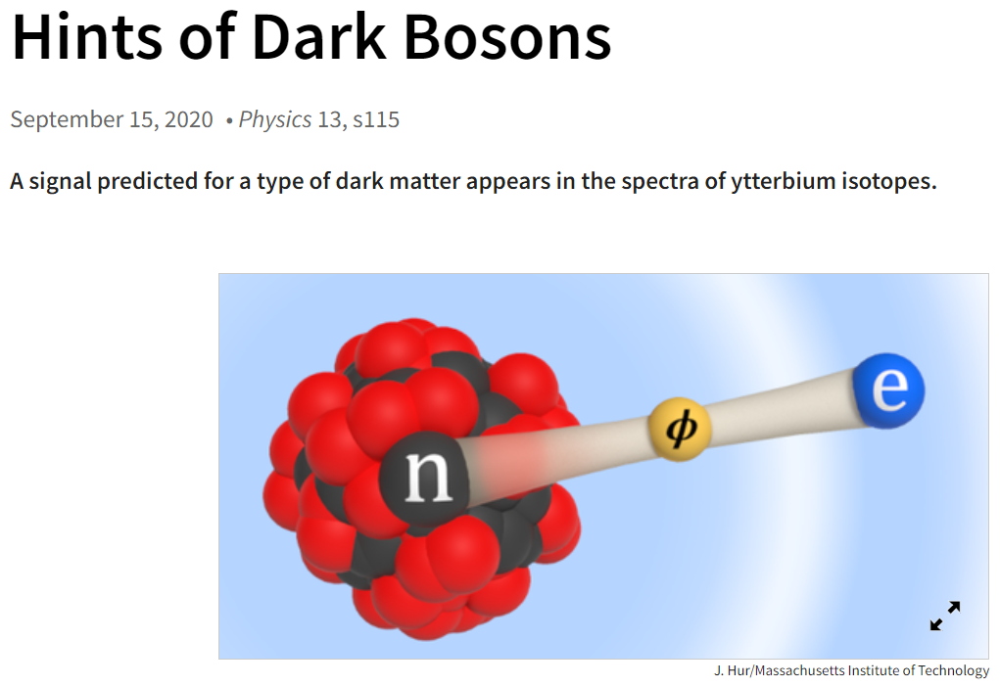 Hints of Dark Bosons
September 15, 2020 • Physics 13, s115
A signal predicted for a type of dark matter appears in the spectra of ytterbium isotopes.
n
ϕ
e
J. Hur/Massachusetts Institute of Technology